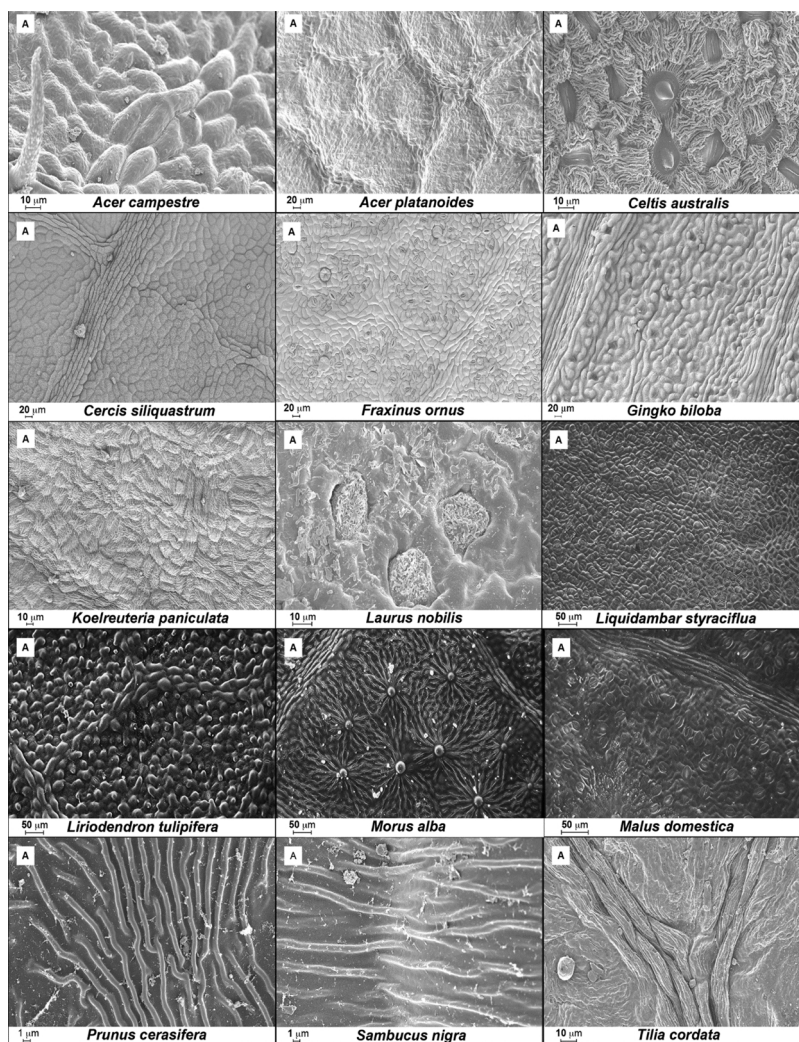 A
A
A
10 μm
Acer campestre
20 μm
Acer platanoides
10 μm
Celtis australis
A
A
A
20 μm
Cercis siliquastrum
20 μm
Fraxinus ornus
20 μm
Gingko biloba
A
A
A
10 μm
Koelreuteria paniculata
10 μm
Laurus nobilis
50 μm
Liquidambar styraciflua
A
A
A
50 μm
Liriodendron tulipifera
50 μm
Morus alba
50 μm
Malus domestica
A
A
A
1 μm
Prunus cerasifera
1 μm
Sambucus nigra
10 μm
Tilia cordata